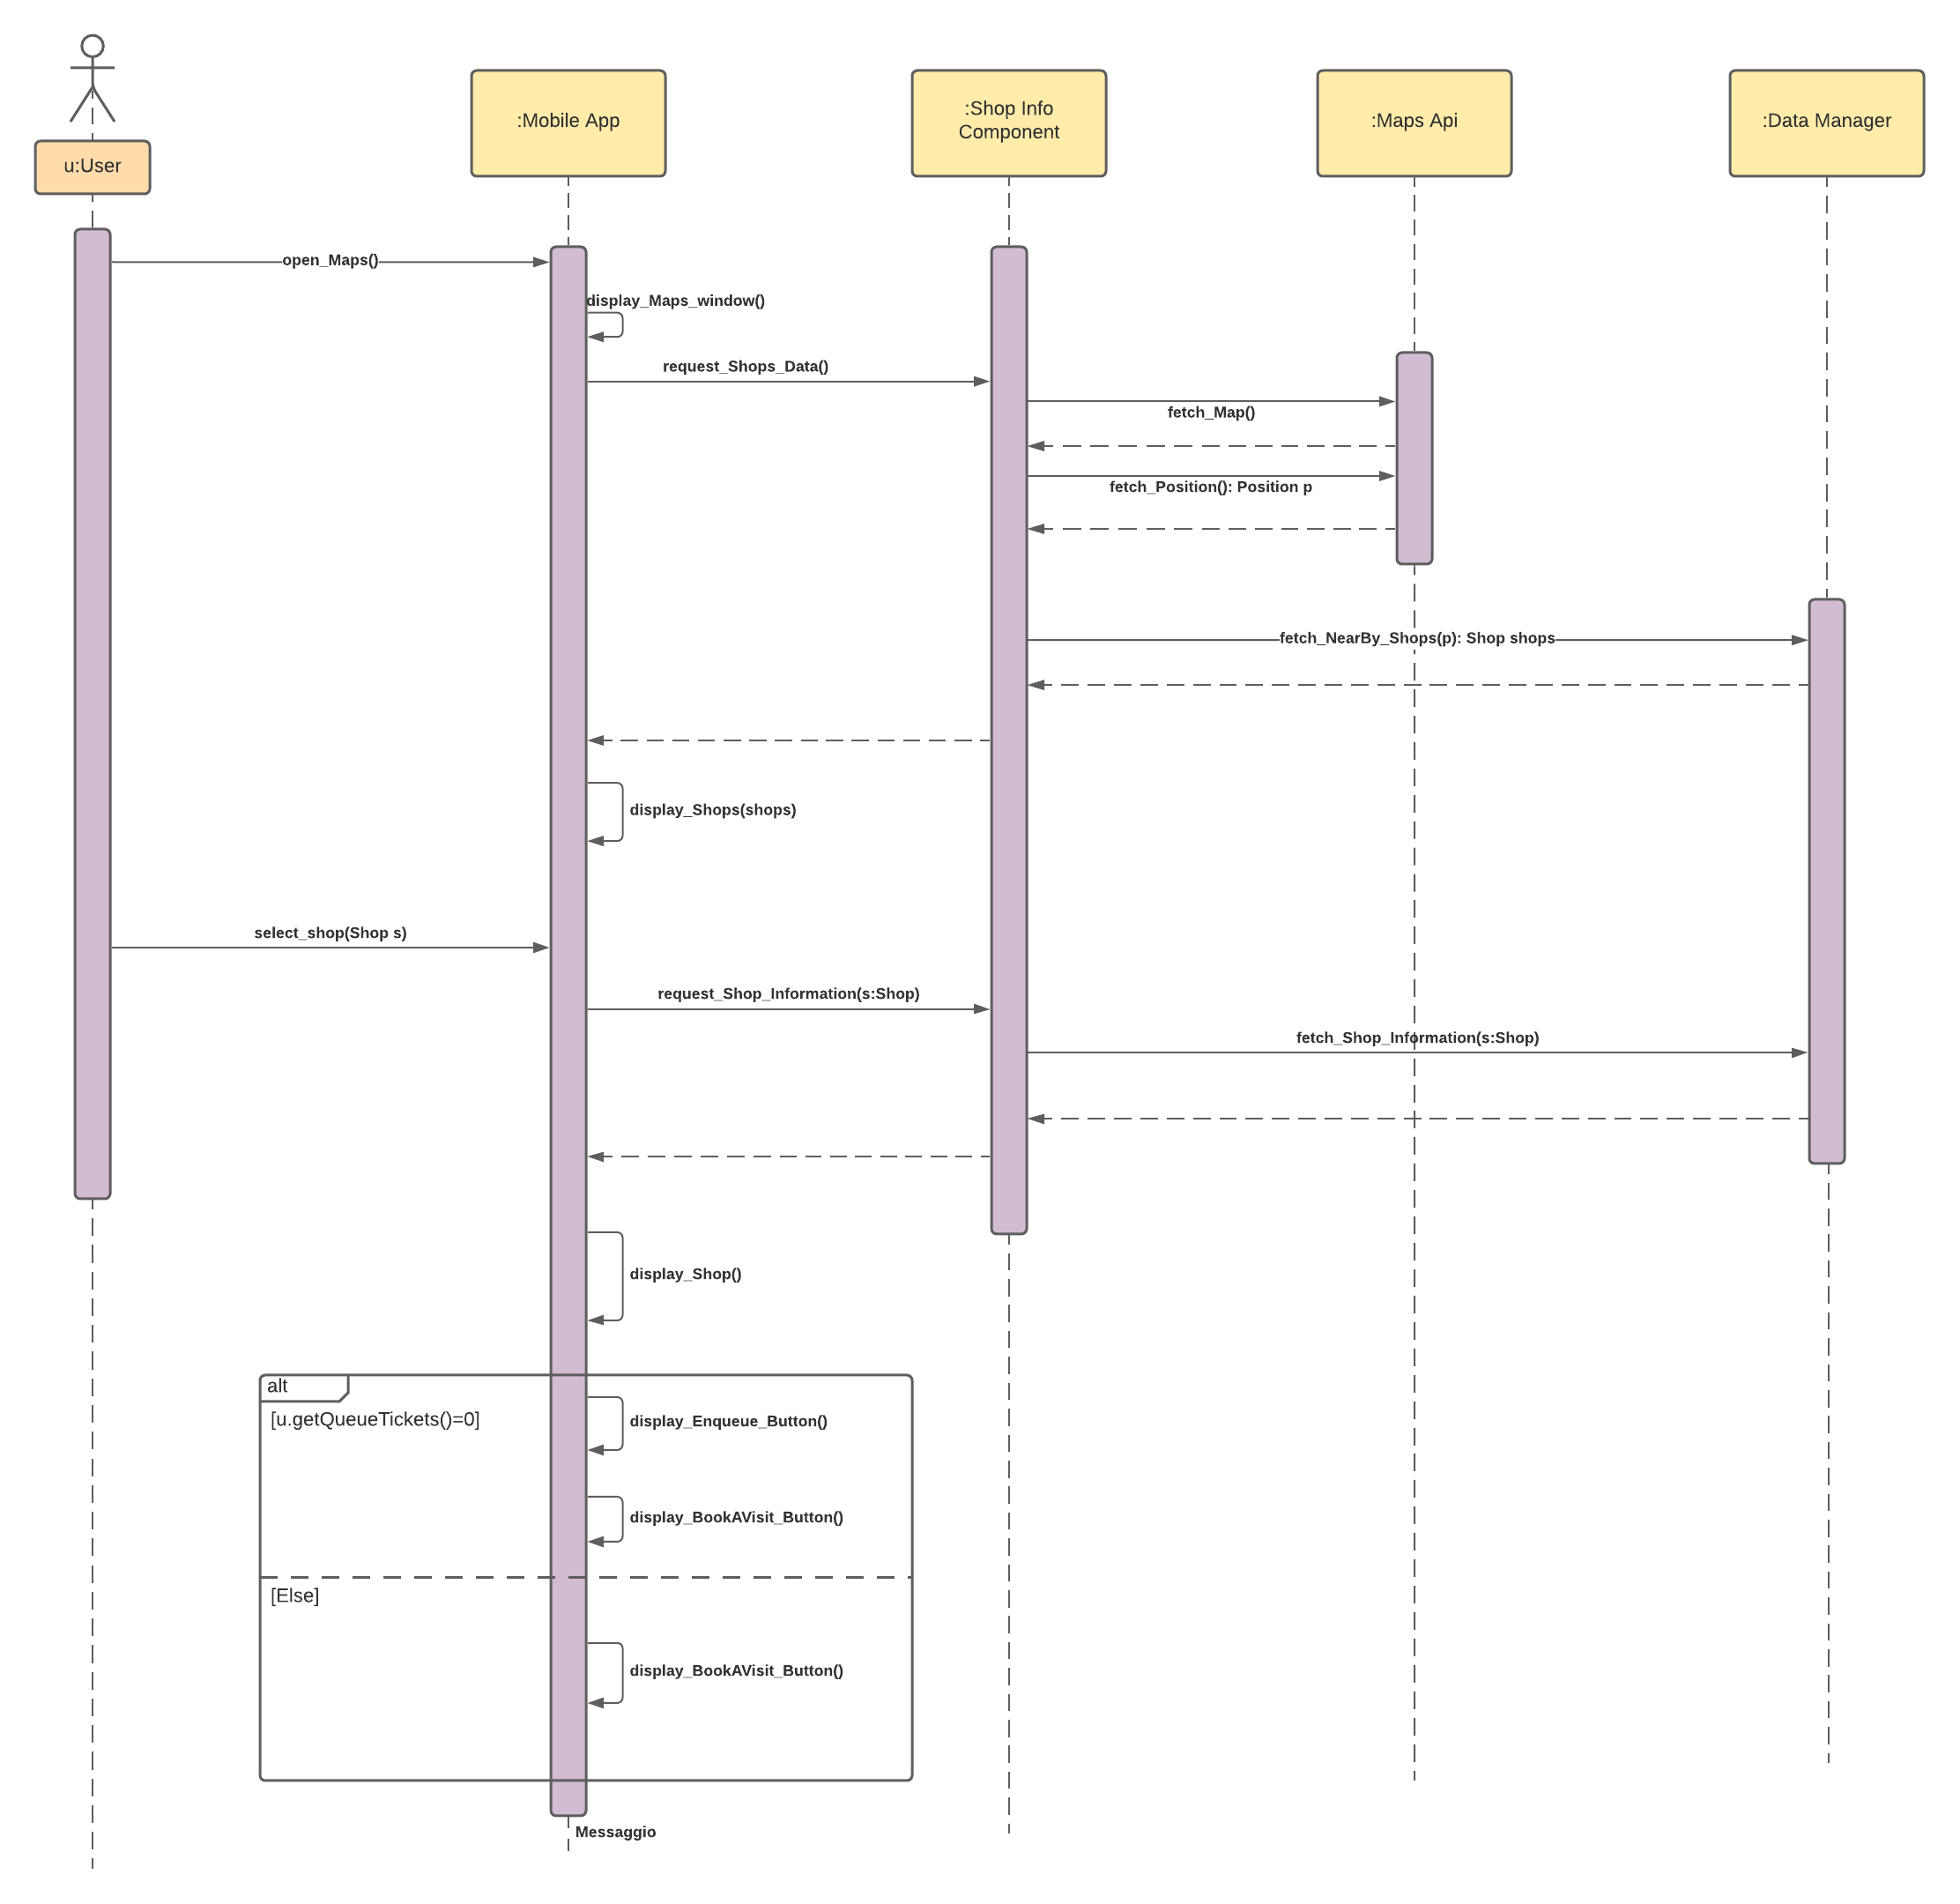 u:User
:Mobile App
:Shop Info
Component
:Maps Api
:Data Manager
open_Maps()
display_Maps_window()
request_Shops_Data()
fetch_Map()
fetch_Position(): Position p
fetch_NearBy_Shops(p): Shop shops
display_Shops(shops)
select_shop(Shop s)
request_Shop_Information(s:Shop)
fetch_Shop_Information(s:Shop)
display_Shop()
alt
[u.getQueueTickets()=0]
display_Enqueue_Button()
display_BookAVisit_Button()
[Else]
display_BookAVisit_Button()
Messaggio